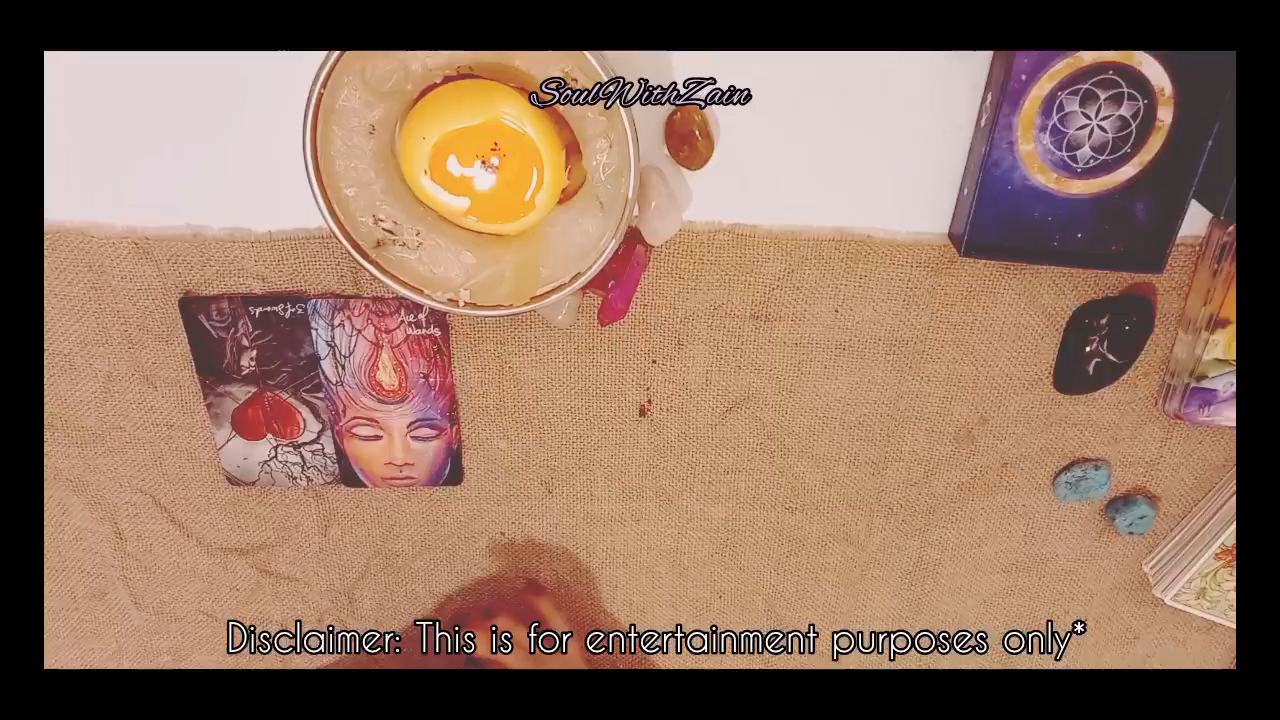 SoulWithZain
3 of Swords
Ace of
Wands
Disclaimer: This is for entertainment purposes only*